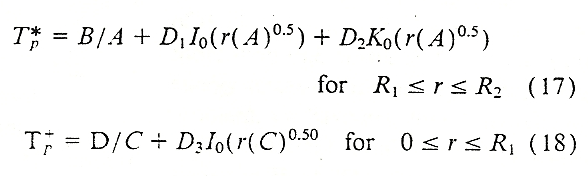 T*p = B/A + D1I0(r(A)^0.5) + D2K0(r(A)^0.5)
for R1 ≤ r ≤ R2 (17)
T+r = D/C + D3I0(r(C)^0.50 for 0 ≤ r ≤ R1 (18)